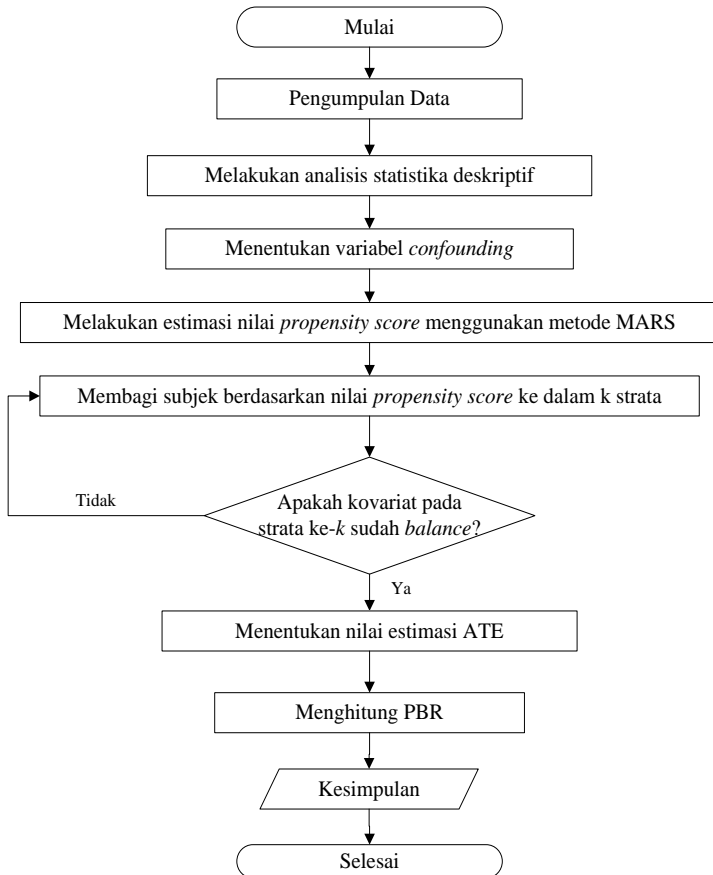 Mulai
Pengumpulan Data
Melakukan analisis statistika deskriptif
Menentukan variabel confounding
Melakukan estimasi nilai propensity score menggunakan metode MARS
Membagi subjek berdasarkan nilai propensity score ke dalam k strata
Tidak
Apakah kovariat pada
strata ke-k sudah balance?
Ya
Menentukan nilai estimasi ATE
Menghitung PBR
Kesimpulan
Selesai